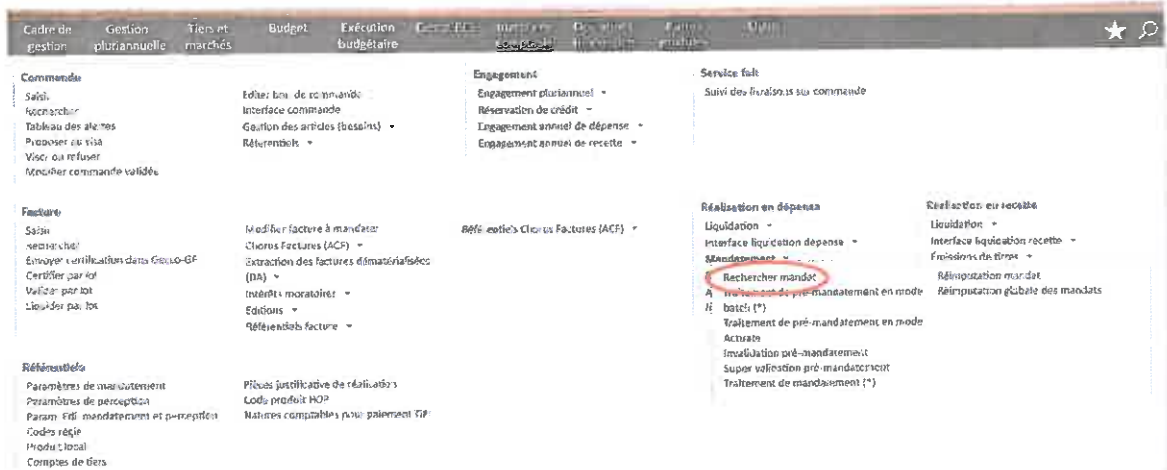 Cadre de gestion
Gestion pluriannuelle
Tiers et marchés
Budget
Exécution budgétaire
Commande
Saisir
Rechercher
Tableau des alertes
Proposer au visa
Viser ou refuser
Modifier commande validée
Editer bon de commande
Interface commande
Gestion des articles (besoins)
Référentiels
Engagement
Engagement pluriannuel
Réservation de crédit
Engagement annuel de dépense
Engagement annuel de recette
Service fait
Suivi des livraisons sur commande
Facture
Saisir
Rechercher
Envoyer certification dans Grand-GF
Certifier par lot
Valider par lot
Liquider par lot
Modifier facture à mandater
Chorus Factures (ACF)
Extraction des factures dématérialisées (DA)
Intérêts moratoires
Editions
Référentiels facture
Référentiels Chorus Factures (ACF)
Réalisation en dépense
Liquidation
Interface liquidation dépense
Mandatement
Rechercher mandat
Traitement de pré-mandatement en mode batch (*)
Traitement de pré-mandatement en mode Actuate
Invalidation pré-mandatement
Super validation pré-mandatement
Traitement de mandatement (*)
Réalisation en recette
Liquidation
Interface liquidation recette
Emissions de titres
Réimputation mandat
Réimputation globale des mandats
Référentiels
Paramètres de mandatement
Paramètres de perception
Param. Edi. mandatement et perception
Codes régie
Produit local
Comptes de tiers
Pièces justificative de réalisation
Code produit HOP
Natures comptables pour paiement TIP